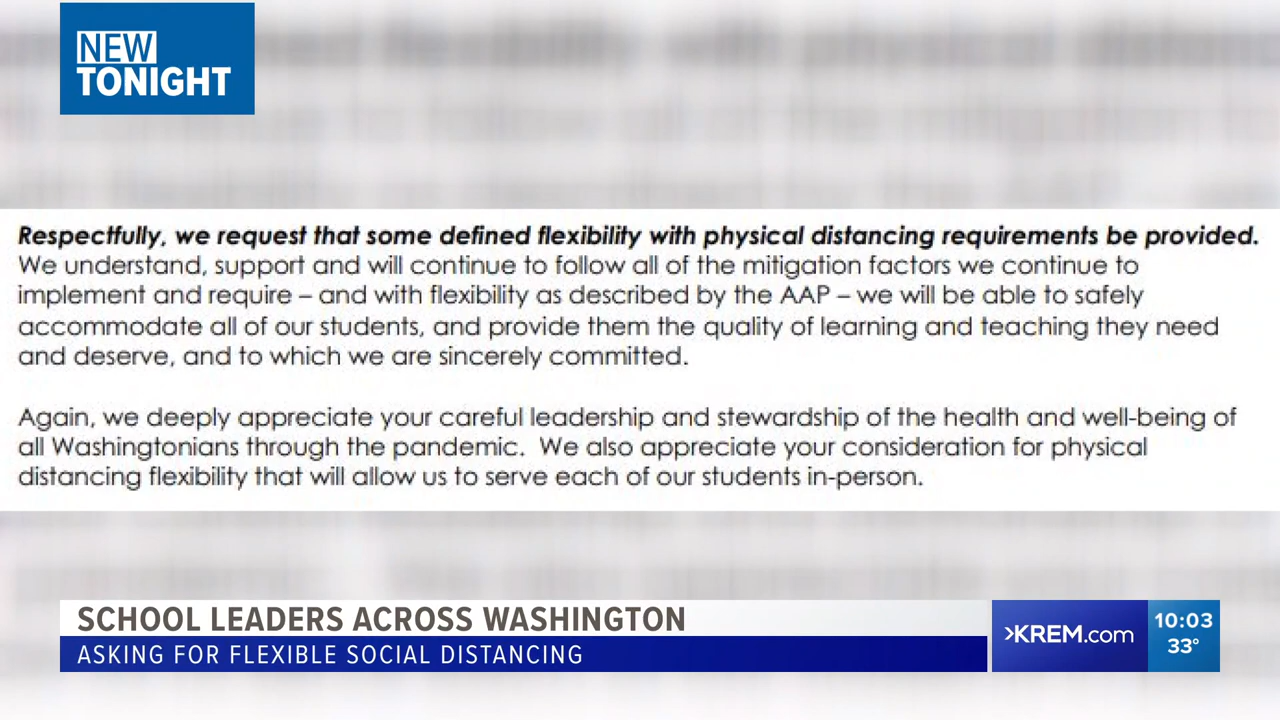 NEW
TONIGHT
Respectfully, we request that some defined flexibility with physical distancing requirements be provided.
We understand, support and will continue to follow all of the mitigation factors we continue to
implement and require – and with flexibility as described by the AAP – we will be able to safely
accommodate all of our students, and provide them the quality of learning and teaching they need
and deserve, and to which we are sincerely committed.
Again, we deeply appreciate your careful leadership and stewardship of the health and well-being of
all Washingtonians through the pandemic. We also appreciate your consideration for physical
distancing flexibility that will allow us to serve each of our students in-person.
SCHOOL LEADERS ACROSS WASHINGTON
ASKING FOR FLEXIBLE SOCIAL DISTANCING
KREM.com
10:03
33°